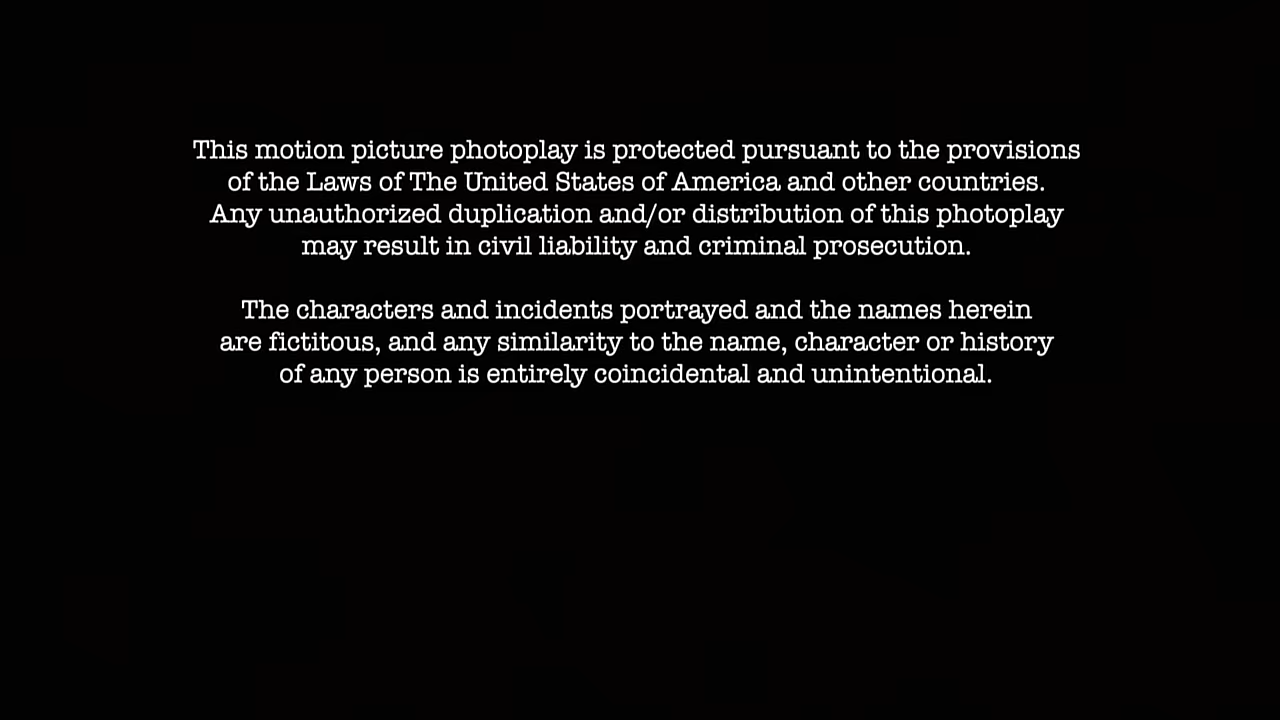 This motion picture photoplay is protected pursuant to the provisions
of the Laws of The United States of America and other countries.
Any unauthorized duplication and/or distribution of this photoplay
may result in civil liability and criminal prosecution.
The characters and incidents portrayed and the names herein
are fictitous, and any similarity to the name, character or history
of any person is entirely coincidental and unintentional.